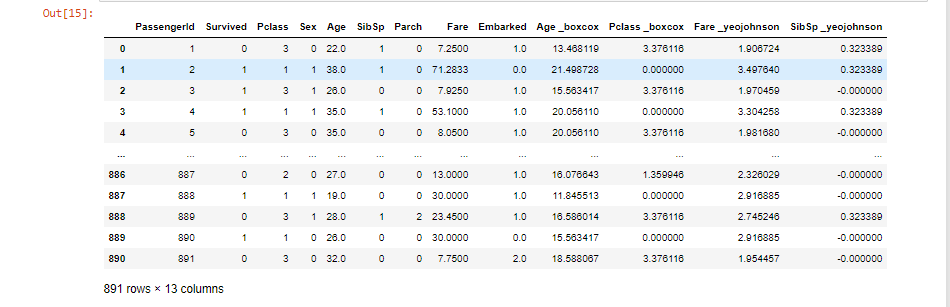 Out[15]:
PassengerId Survived Pclass Sex Age SibSp Parch Fare Embarked Age _boxcox Pclass _boxcox Fare _yeojohnson SibSp _yeojohnson
0 1 0 3 0 22.0 1 0 7.2500 1.0 13.468119 3.376116 1.906724 0.323389
1 2 1 1 1 38.0 1 0 71.2833 0.0 21.498728 0.000000 3.497640 0.323389
2 3 1 3 1 26.0 0 0 7.9250 1.0 15.563417 3.376116 1.970459 -0.000000
3 4 1 1 1 35.0 1 0 53.1000 1.0 20.056110 0.000000 3.304258 0.323389
4 5 0 3 0 35.0 0 0 8.0500 1.0 20.056110 3.376116 1.981680 -0.000000
... ... ... ... ... ... ... ... ... ... ... ... ... ...
886 887 0 2 0 27.0 0 0 13.0000 1.0 16.076643 1.359946 2.326029 -0.000000
887 888 1 1 1 19.0 0 0 30.0000 1.0 11.845513 0.000000 2.916885 -0.000000
888 889 0 3 1 28.0 1 2 23.4500 1.0 16.586014 3.376116 2.745246 0.323389
889 890 1 1 0 26.0 0 0 30.0000 0.0 15.563417 0.000000 2.916885 -0.000000
890 891 0 3 0 32.0 0 0 7.7500 2.0 18.588067 3.376116 1.954457 -0.000000
891 rows × 13 columns